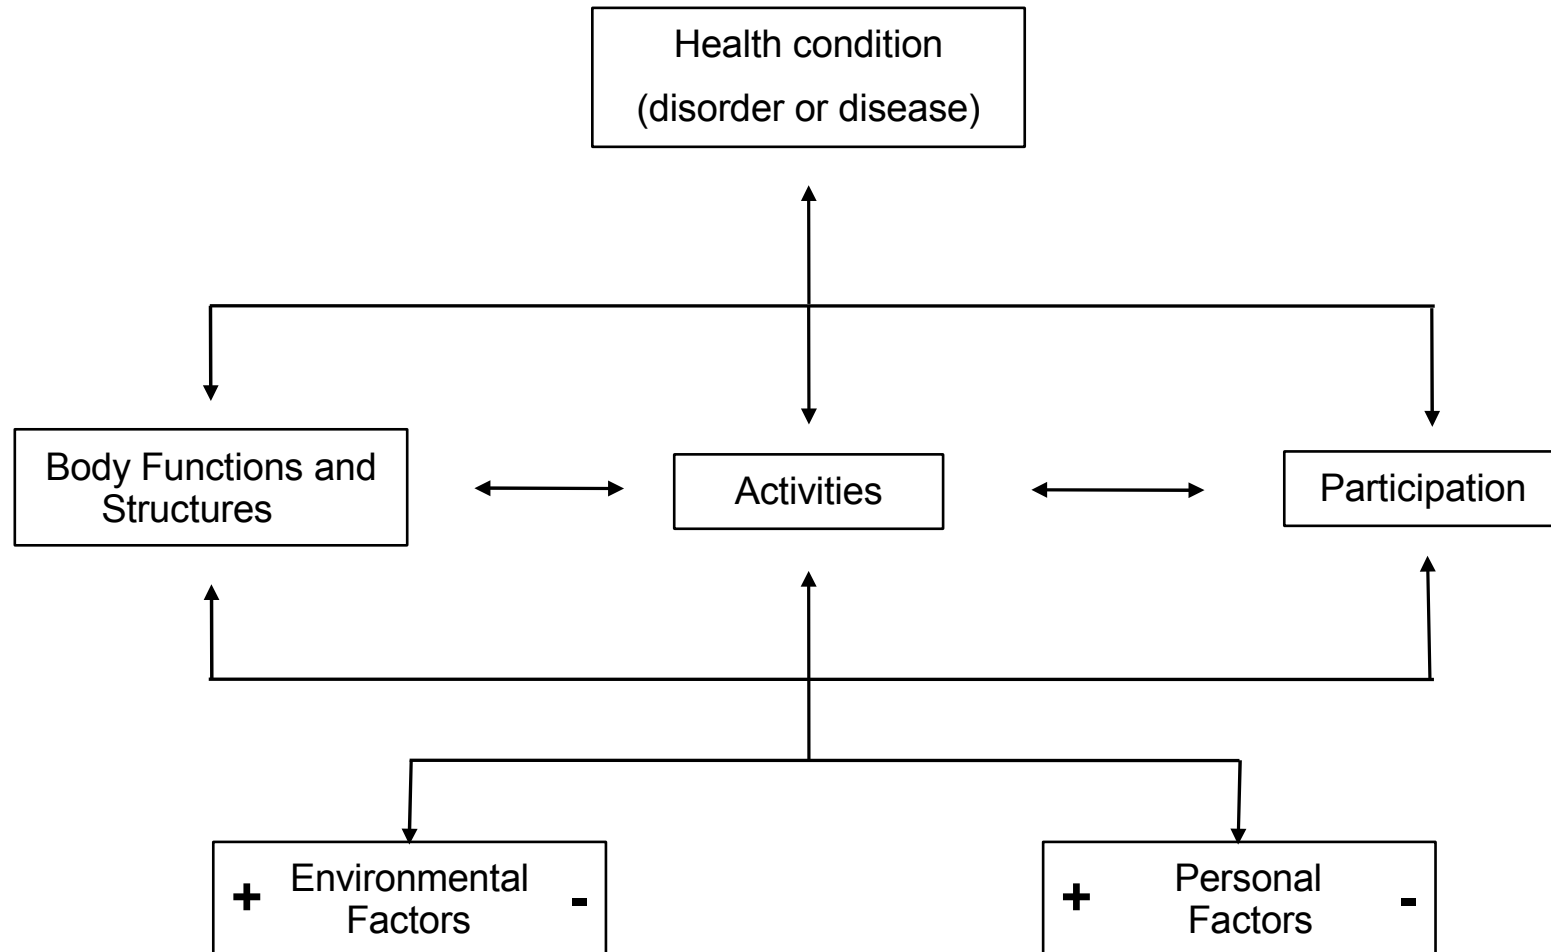 Health condition
(disorder or disease)
Body Functions and
Structures
Activities
Participation
+ Environmental -
Factors
+ Personal -
Factors